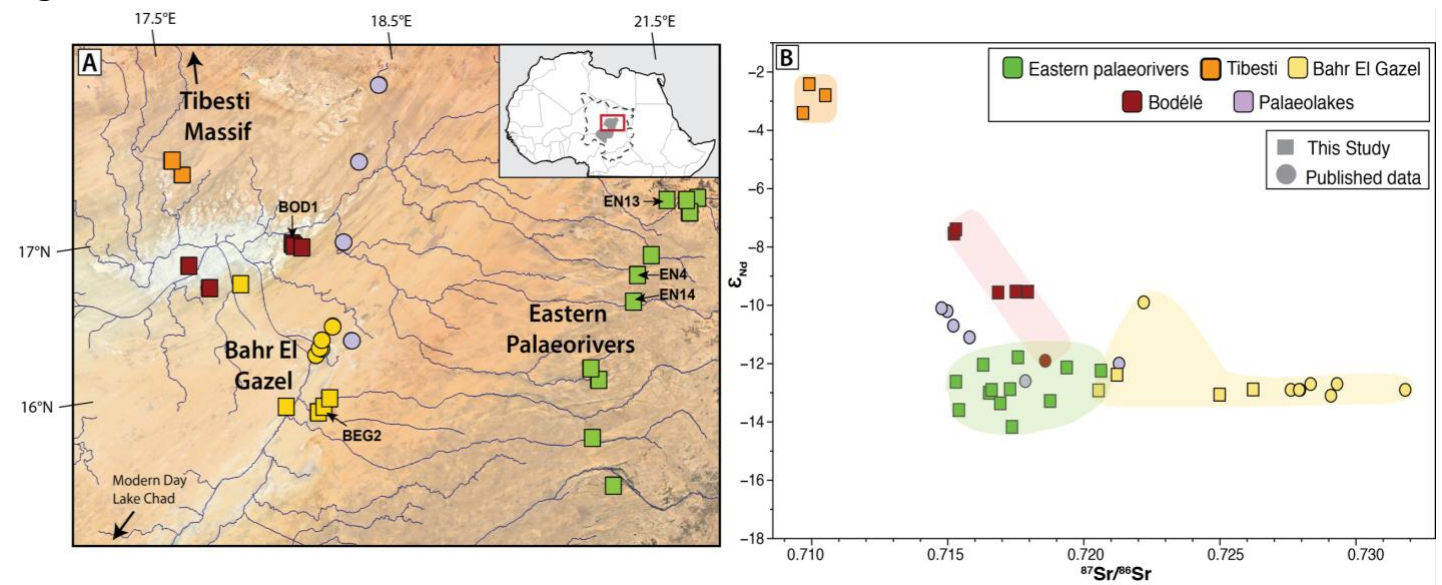 17.5°E
18.5°E
21.5°E
A
Tibesti
Massif
BOD1
EN13
17°N
EN4
EN14
Eastern
Palaeorivers
Bahr El
Gazel
16°N
BEG2
Modern Day
Lake Chad
B
Eastern palaeorivers
Tibesti
Bahr El Gazel
Bodélé
Palaeolakes
This Study
Published data
εNd
−2
−4
−6
−8
−10
−12
−14
−16
−18
0.710
0.715
0.720
0.725
0.730
⁸⁷Sr/⁸⁶Sr